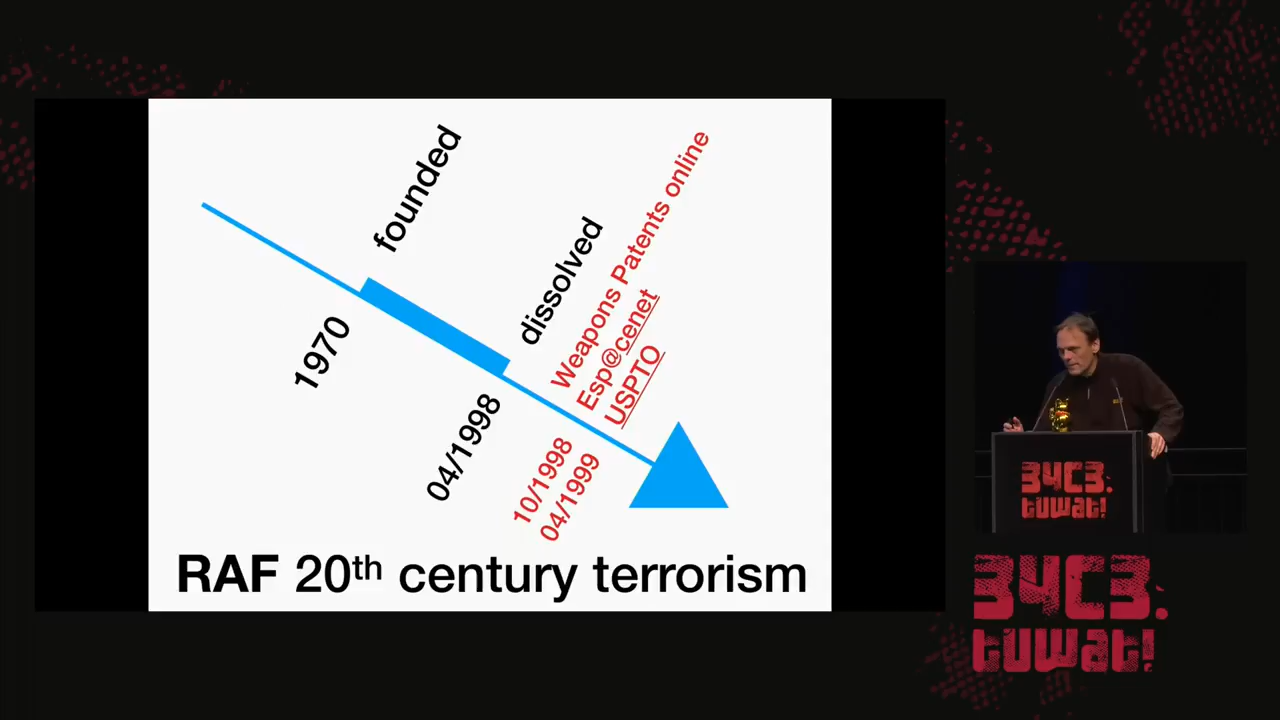 founded
dissolved
Weapons Patents online
Esp@cenet
USPTO
1970
04/1998
10/1998
04/1999
RAF 20th century terrorism
34C3.
tuwat!
34C3.
tuwat!